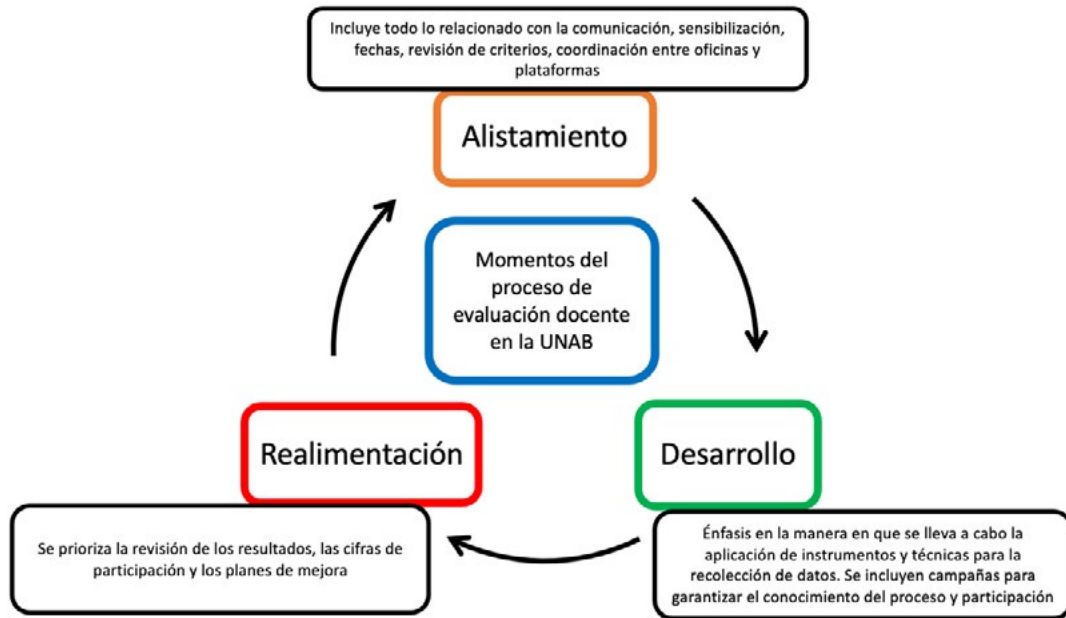 Incluye todo lo relacionado con la comunicación, sensibilización,
fechas, revisión de criterios, coordinación entre oficinas y
plataformas
Alistamiento
Momentos del
proceso de
evaluación docente
en la UNAB
Realimentación
Desarrollo
Se prioriza la revisión de los resultados, las cifras de
participación y los planes de mejora
Énfasis en la manera en que se lleva a cabo la
aplicación de instrumentos y técnicas para la
recolección de datos. Se incluyen campañas para
garantizar el conocimiento del proceso y participación